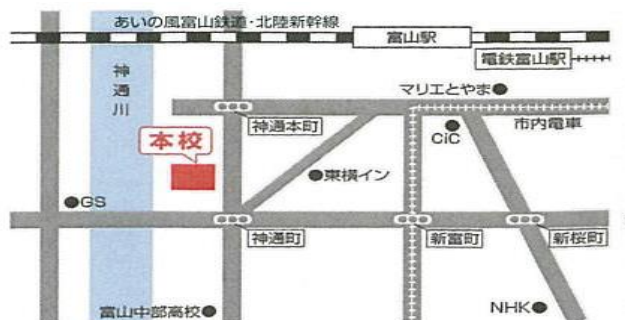 あいの風富山鉄道・北陸新幹線
富山駅
電鉄富山駅
神通川
マリエとやま
神通本町
CiC
市内電車
本校
東横イン
GS
神通町
新富町
新桜町
富山中部高校
NHK